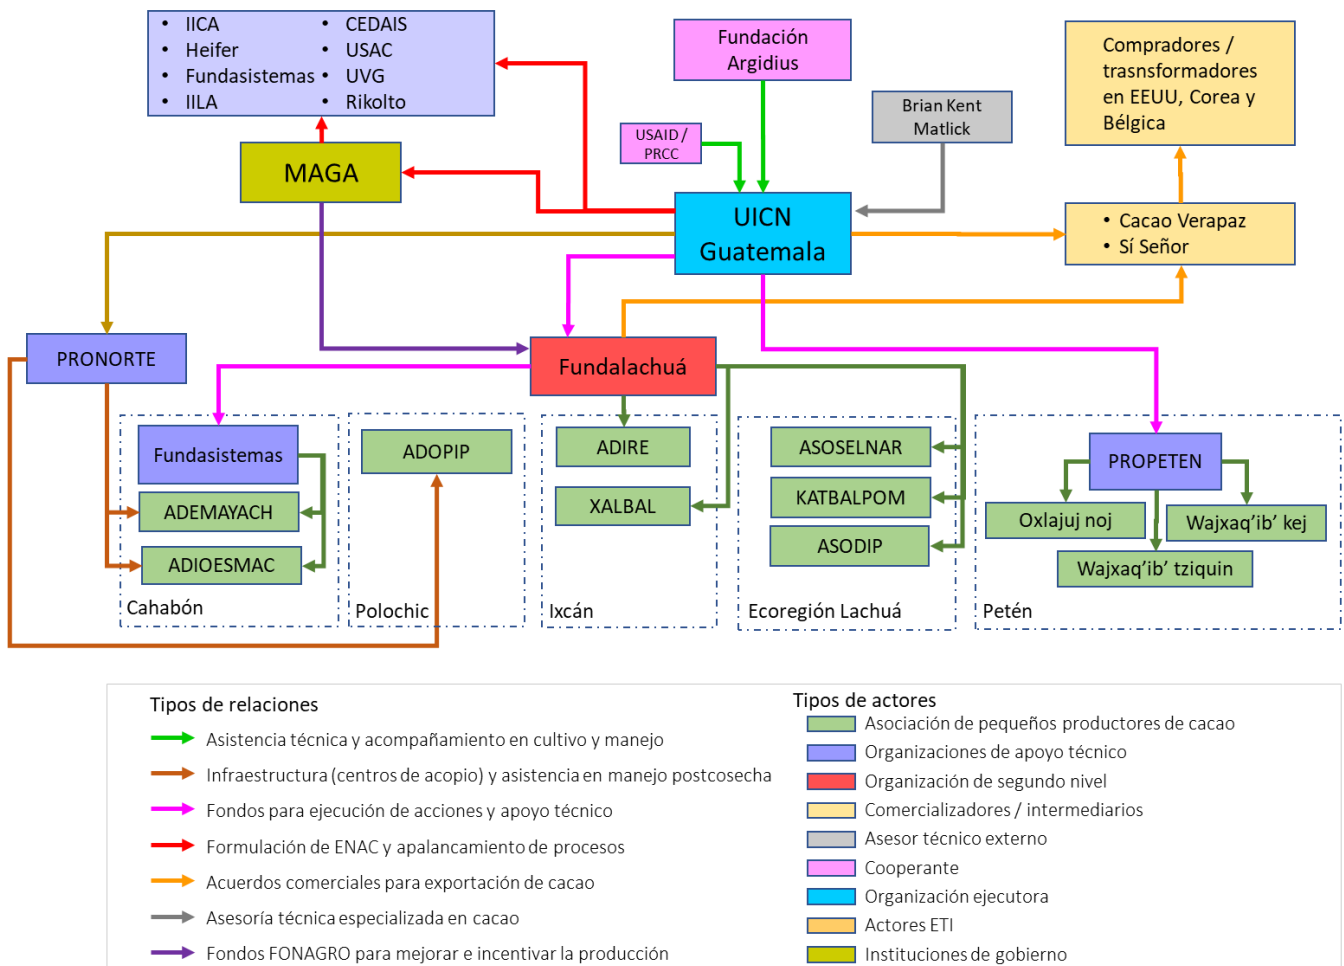 • IICA
• Heifer
• Fundasistemas
• IILA
• CEDAIS
• USAC
• UVG
• Rikolto
Fundación
Argidius
Compradores /
trasnsformadores
en EEUU, Corea y
Bélgica
Brian Kent
Matlick
USAID /
PRCC
MAGA
UICN
Guatemala
• Cacao Verapaz
• Sí Señor
PRONORTE
Fundalachuá
Fundasistemas
ADEMAYACH
ADIOESMAC
Cahabón
ADOPIP
Polochic
ADIRE
XALBAL
Ixcán
ASOSELNAR
KATBALPOM
ASODIP
Ecoregión Lachuá
PROPETEN
Oxlajuj noj
Wajxaq’ib’ kej
Wajxaq’ib’ tziquin
Petén
Tipos de relaciones
Asistencia técnica y acompañamiento en cultivo y manejo
Infraestructura (centros de acopio) y asistencia en manejo postcosecha
Fondos para ejecución de acciones y apoyo técnico
Formulación de ENAC y apalancamiento de procesos
Acuerdos comerciales para exportación de cacao
Asesoría técnica especializada en cacao
Fondos FONAGRO para mejorar e incentivar la producción
Tipos de actores
Asociación de pequeños productores de cacao
Organizaciones de apoyo técnico
Organización de segundo nivel
Comercializadores / intermediarios
Asesor técnico externo
Cooperante
Organización ejecutora
Actores ETI
Instituciones de gobierno